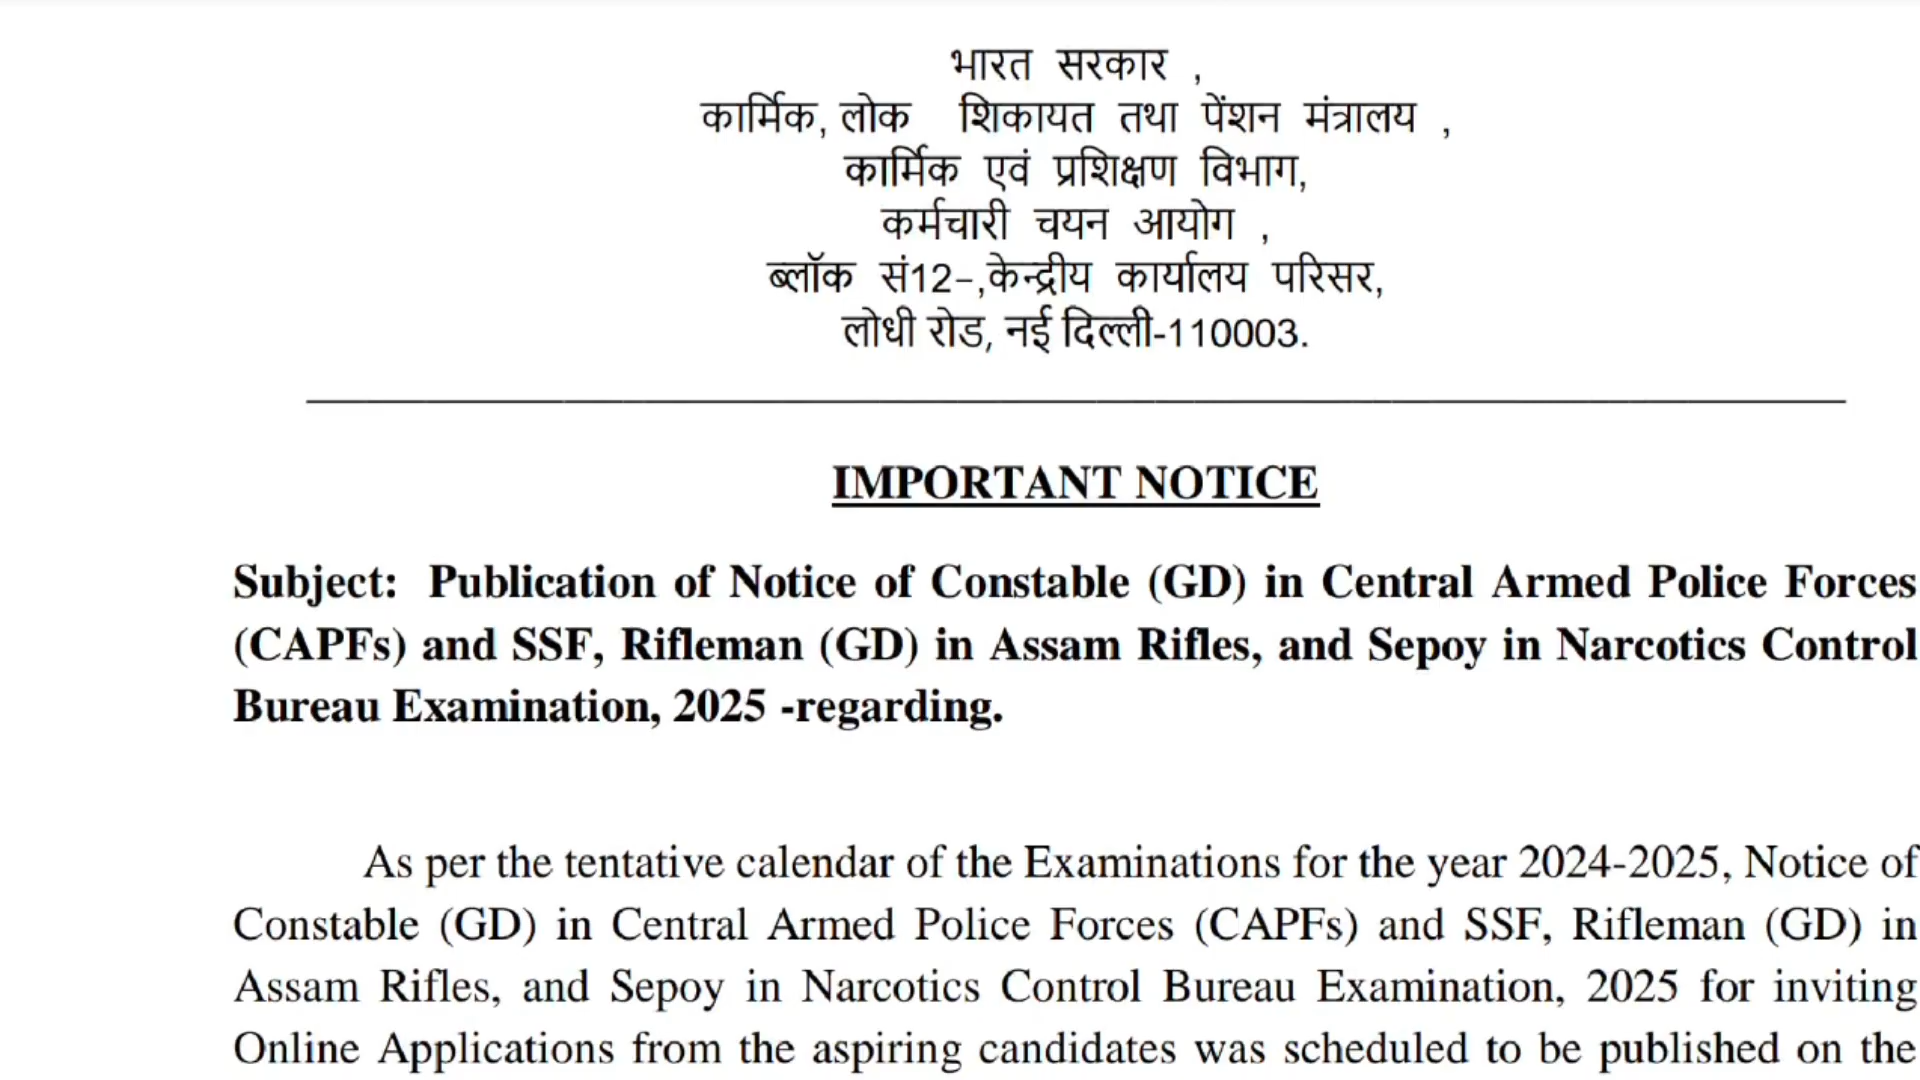 भारत सरकार ,
कार्मिक, लोक शिकायत तथा पेंशन मंत्रालय ,
कार्मिक एवं प्रशिक्षण विभाग,
कर्मचारी चयन आयोग ,
ब्लॉक सं12-,केन्द्रीय कार्यालय परिसर,
लोधी रोड, नई दिल्ली-110003.
IMPORTANT NOTICE
Subject: Publication of Notice of Constable (GD) in Central Armed Police Forces
(CAPFs) and SSF, Rifleman (GD) in Assam Rifles, and Sepoy in Narcotics Control
Bureau Examination, 2025 -regarding.
As per the tentative calendar of the Examinations for the year 2024-2025, Notice of
Constable (GD) in Central Armed Police Forces (CAPFs) and SSF, Rifleman (GD) in
Assam Rifles, and Sepoy in Narcotics Control Bureau Examination, 2025 for inviting
Online Applications from the aspiring candidates was scheduled to be published on the